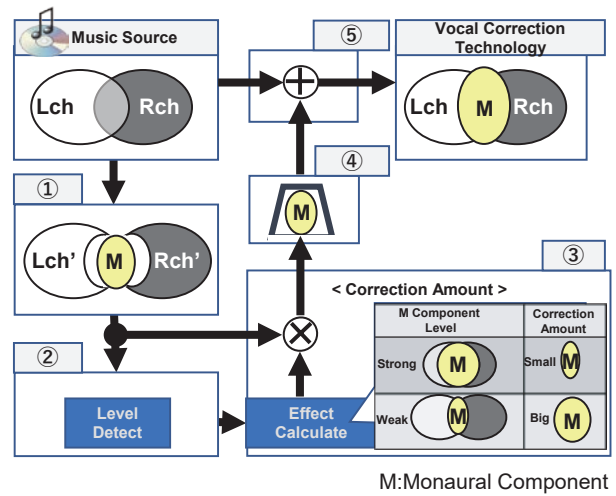 Music Source
Lch Rch
⑤
Vocal Correction
Technology
Lch M Rch
①
Lch’ M Rch’
④
M
③
< Correction Amount >
M Component
Level
Correction
Amount
Strong M Small M
Weak M Big M
②
Level
Detect
Effect
Calculate
M:Monaural Component